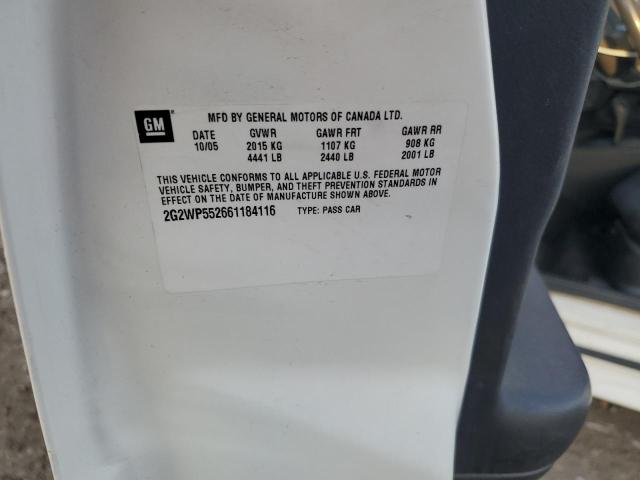 GM
MFD BY GENERAL MOTORS OF CANADA LTD.
DATE GVWR GAWR FRT GAWR RR
10/05 2015 KG 1107 KG 908 KG
4441 LB 2440 LB 2001 LB
THIS VEHICLE CONFORMS TO ALL APPLICABLE U.S. FEDERAL MOTOR
VEHICLE SAFETY, BUMPER, AND THEFT PREVENTION STANDARDS IN
EFFECT ON THE DATE OF MANUFACTURE SHOWN ABOVE.
2G2WP552661184116 TYPE: PASS CAR